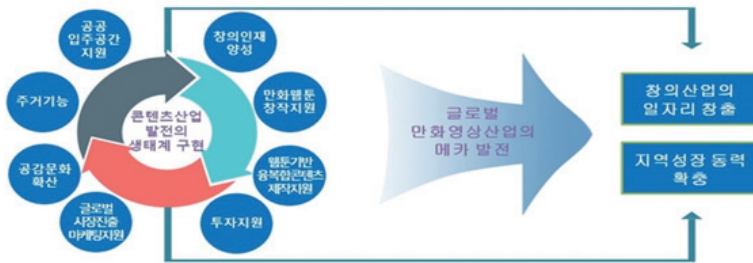 공공
입주공간
지원
창의인재
양성
주거기능
만화웹툰
창작지원
콘텐츠산업
발전의
생태계 구현
공감문화
확산
웹툰기반
융복합콘텐츠
제작지원
글로벌
시장진출
마케팅지원
투자지원
글로벌
만화영상산업의
메카 발전
창의산업의
일자리 창출
지역성장 동력
확충